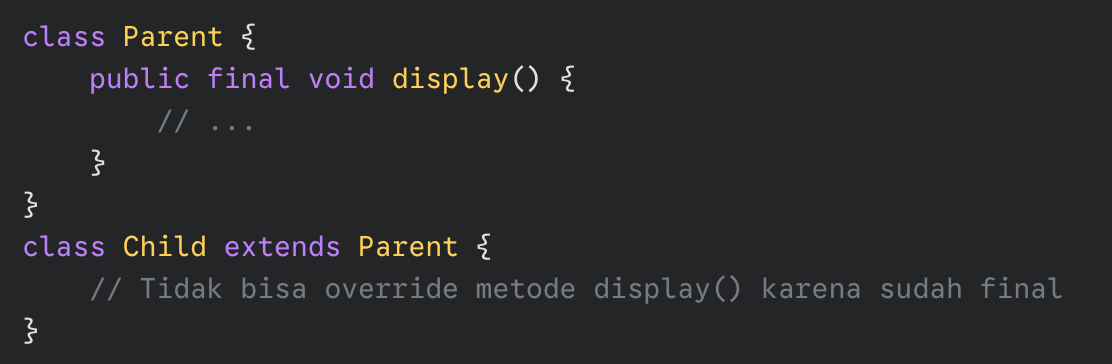 class Parent {
    public final void display() {
        // ...
    }
}
class Child extends Parent {
    // Tidak bisa override metode display() karena sudah final
}